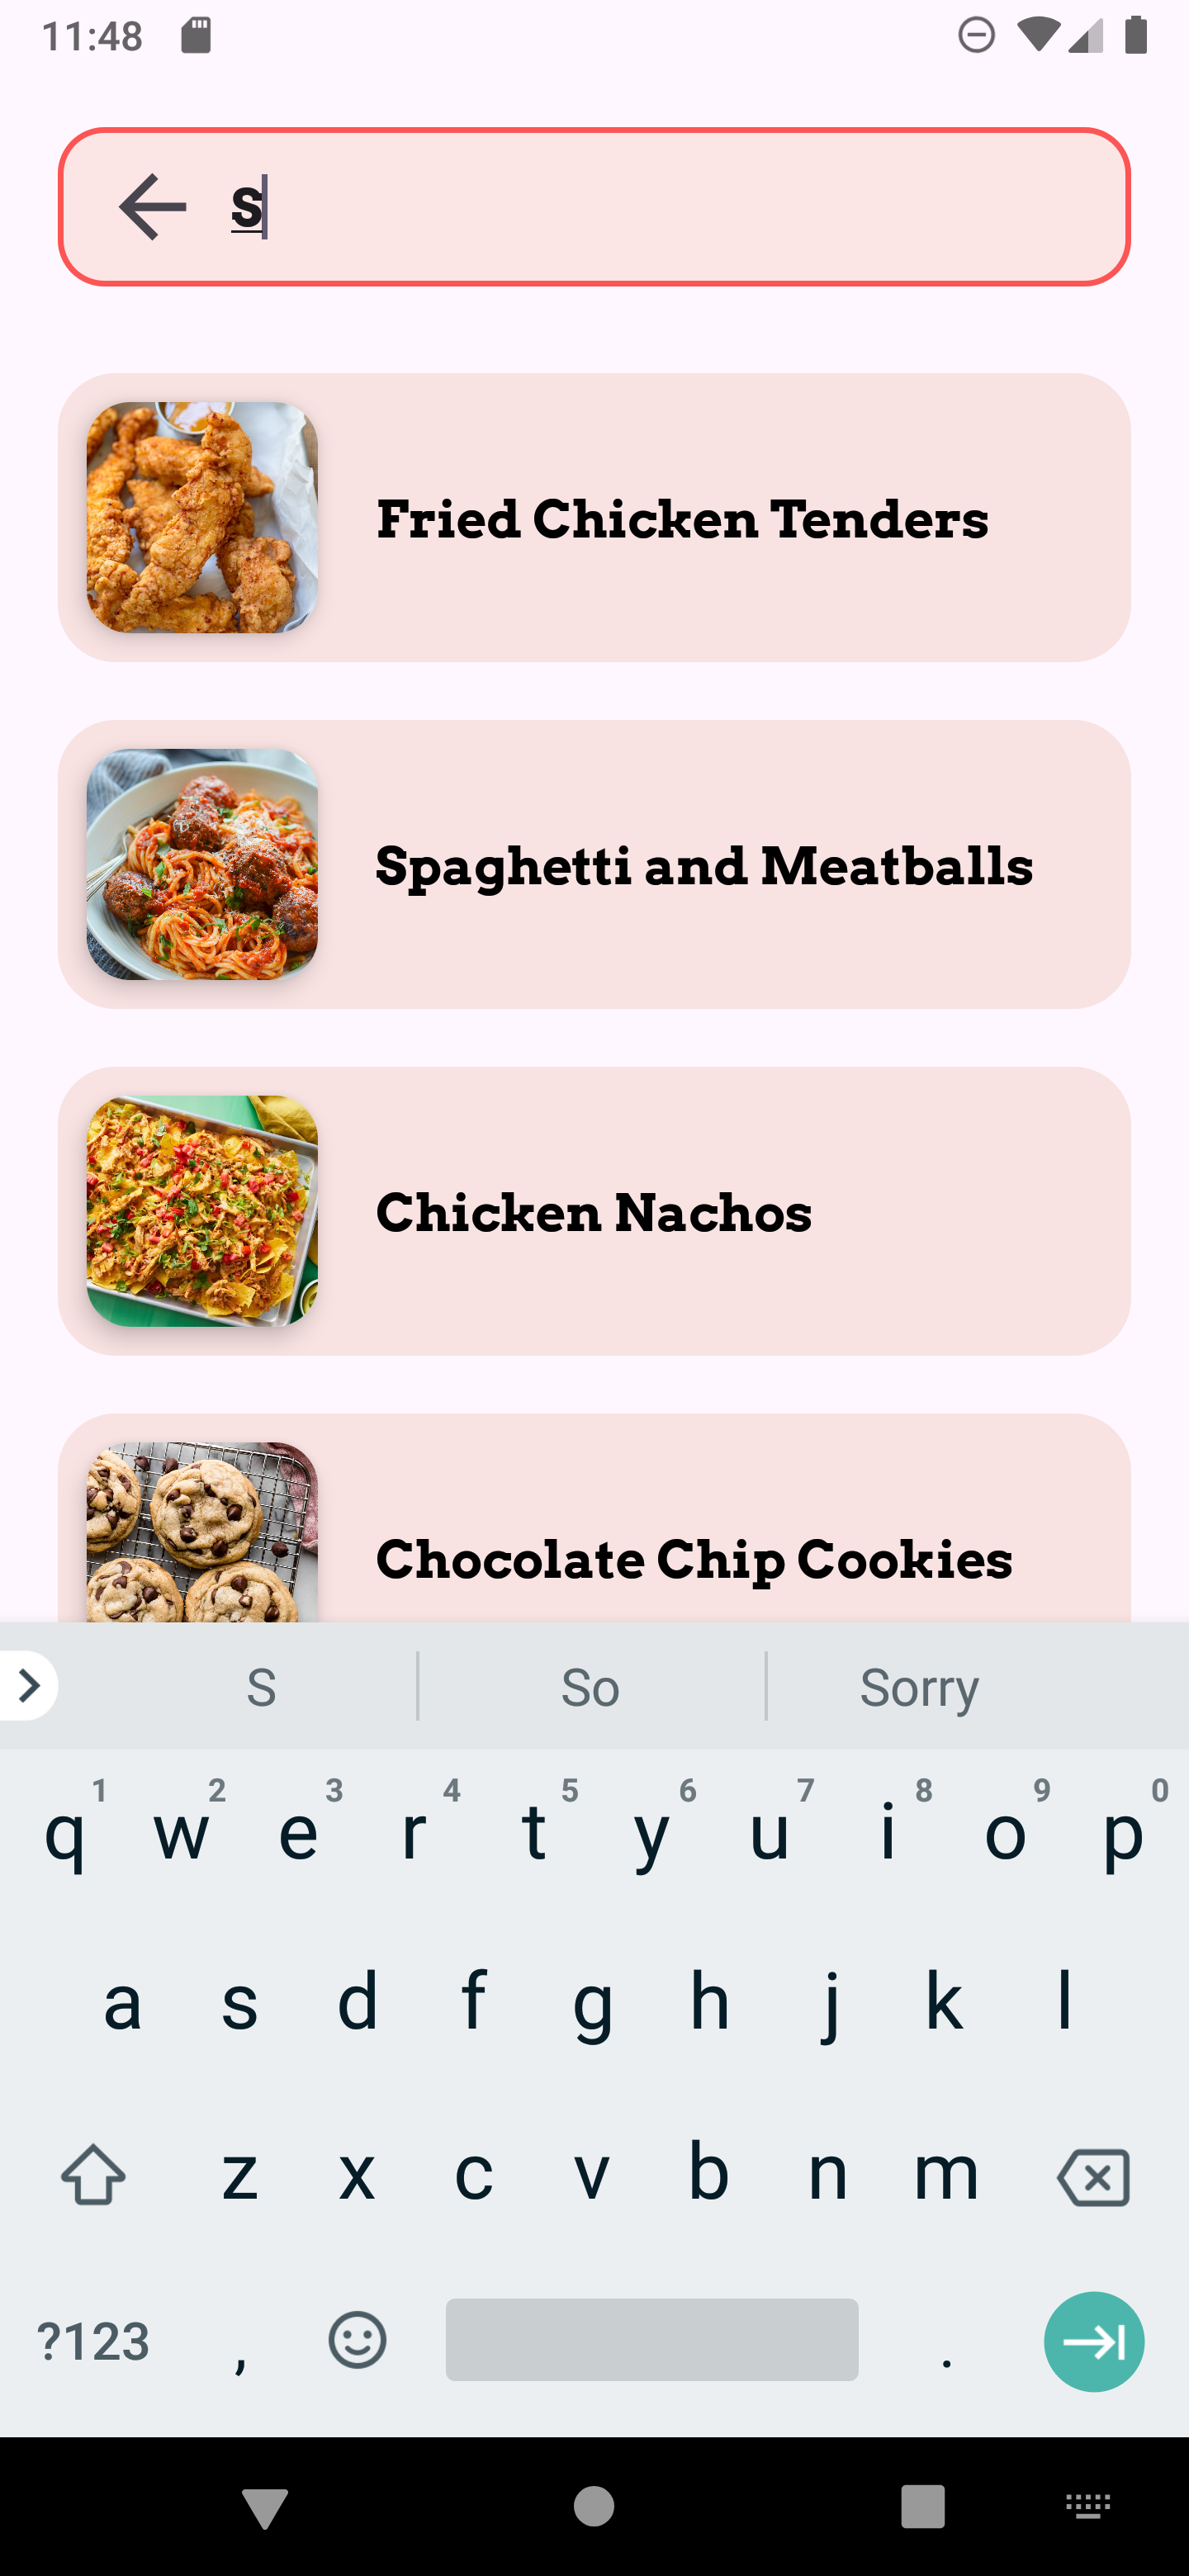 11:48
S
Fried Chicken Tenders
Spaghetti and Meatballs
Chicken Nachos
Chocolate Chip Cookies
S So Sorry
1 2 3 4 5 6 7 8 9 0
q w e r t y u i o p
a s d f g h j k l
z x c v b n m
?123 , .